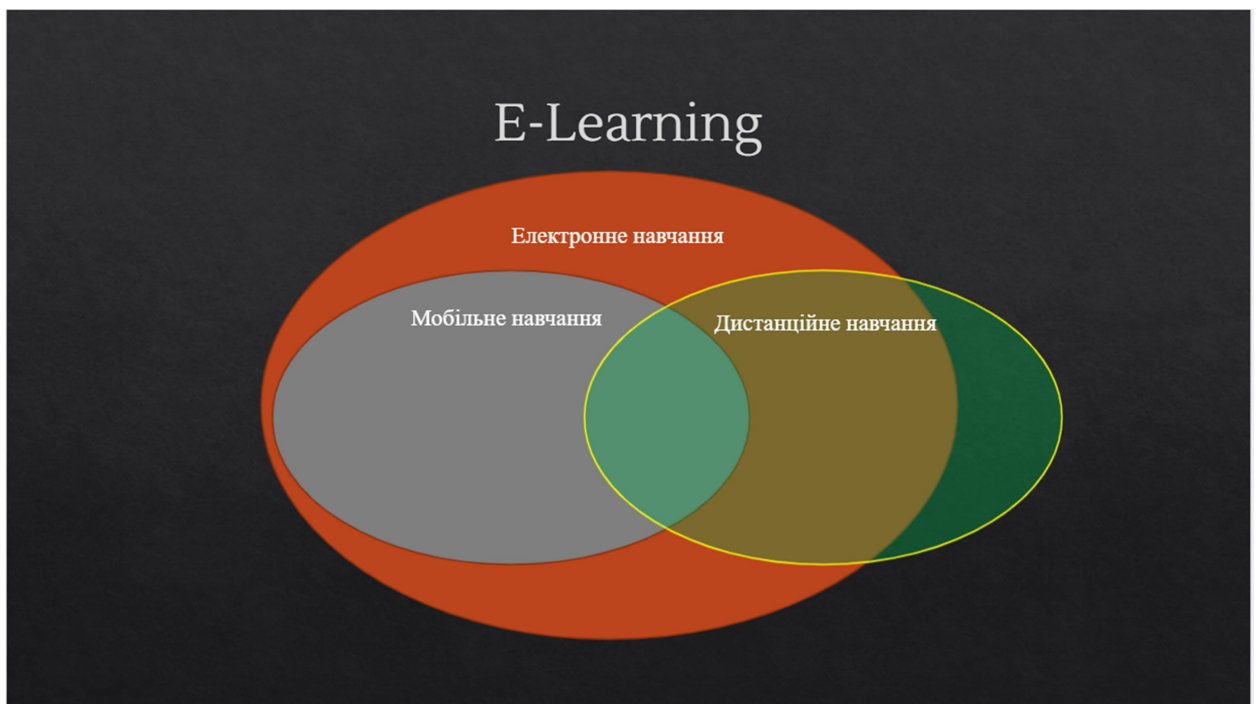 E-Learning
Електронне навчання
Мобільне навчання
Дистанційне навчання